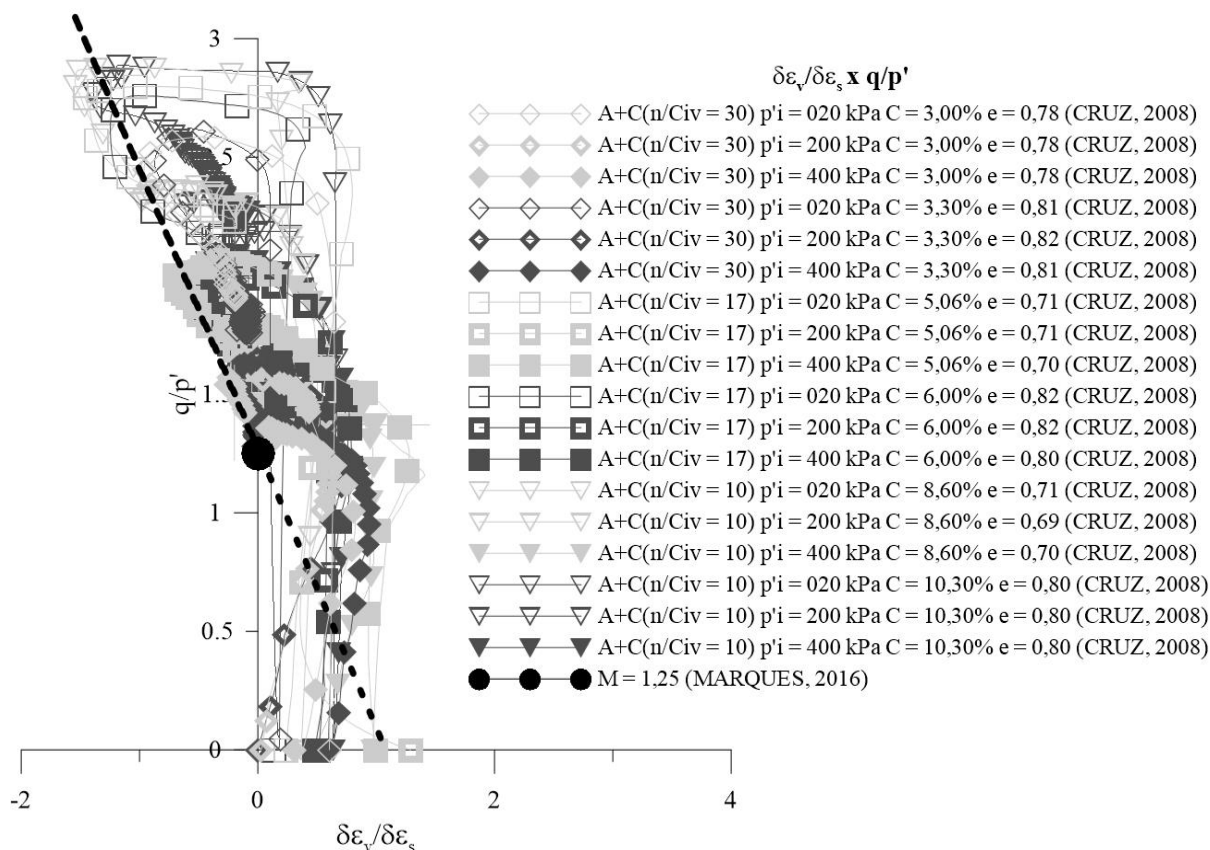 3
5
1.5
q/p'
1
0,5
0
-2
0
2
4
δεᵥ/δεₛ
δεᵥ/δεₛ x q/p'
A+C(n/Civ = 30) p'i = 020 kPa C = 3,00% e = 0,78 (CRUZ, 2008)
A+C(n/Civ = 30) p'i = 200 kPa C = 3,00% e = 0,78 (CRUZ, 2008)
A+C(n/Civ = 30) p'i = 400 kPa C = 3,00% e = 0,78 (CRUZ, 2008)
A+C(n/Civ = 30) p'i = 020 kPa C = 3,30% e = 0,81 (CRUZ, 2008)
A+C(n/Civ = 30) p'i = 200 kPa C = 3,30% e = 0,82 (CRUZ, 2008)
A+C(n/Civ = 30) p'i = 400 kPa C = 3,30% e = 0,81 (CRUZ, 2008)
A+C(n/Civ = 17) p'i = 020 kPa C = 5,06% e = 0,71 (CRUZ, 2008)
A+C(n/Civ = 17) p'i = 200 kPa C = 5,06% e = 0,71 (CRUZ, 2008)
A+C(n/Civ = 17) p'i = 400 kPa C = 5,06% e = 0,70 (CRUZ, 2008)
A+C(n/Civ = 17) p'i = 020 kPa C = 6,00% e = 0,82 (CRUZ, 2008)
A+C(n/Civ = 17) p'i = 200 kPa C = 6,00% e = 0,82 (CRUZ, 2008)
A+C(n/Civ = 17) p'i = 400 kPa C = 6,00% e = 0,80 (CRUZ, 2008)
A+C(n/Civ = 10) p'i = 020 kPa C = 8,60% e = 0,71 (CRUZ, 2008)
A+C(n/Civ = 10) p'i = 200 kPa C = 8,60% e = 0,69 (CRUZ, 2008)
A+C(n/Civ = 10) p'i = 400 kPa C = 8,60% e = 0,70 (CRUZ, 2008)
A+C(n/Civ = 10) p'i = 020 kPa C = 10,30% e = 0,80 (CRUZ, 2008)
A+C(n/Civ = 10) p'i = 200 kPa C = 10,30% e = 0,80 (CRUZ, 2008)
A+C(n/Civ = 10) p'i = 400 kPa C = 10,30% e = 0,80 (CRUZ, 2008)
M = 1,25 (MARQUES, 2016)